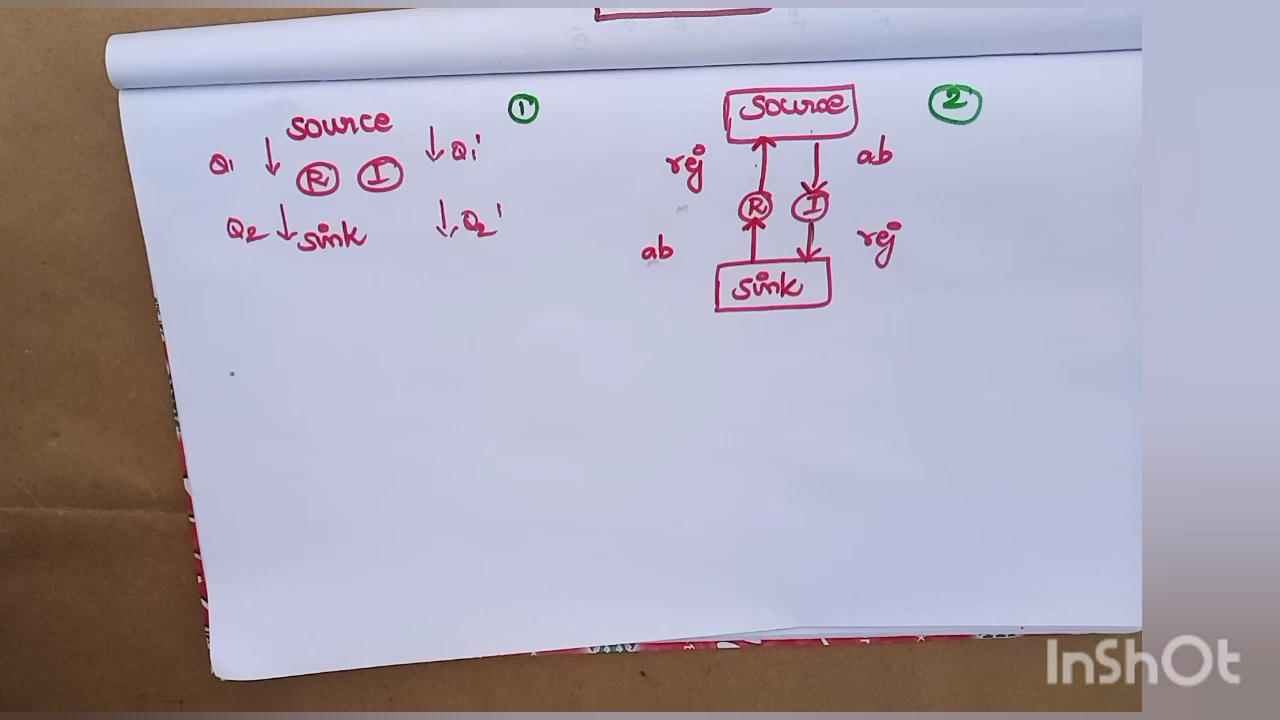 1
source
Q1
Q1'
R I
Q2
sink
Q2'
2
source
rej
ab
R I
ab
rej
sink
InShOt